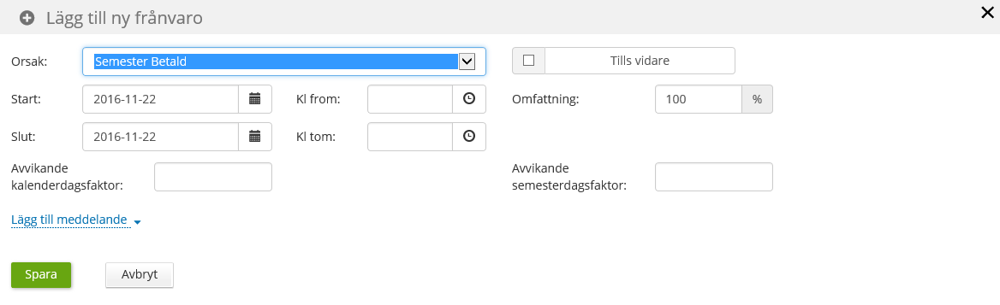 Lägg till ny frånvaro
Orsak: Semester Betald Tills vidare
Start: 2016-11-22 Kl from: Omfattning: 100 %
Slut: 2016-11-22 Kl tom:
Avvikande
kalenderdagsfaktor:
Avvikande
semesterdagsfaktor:
Lägg till meddelande
Spara Avbryt